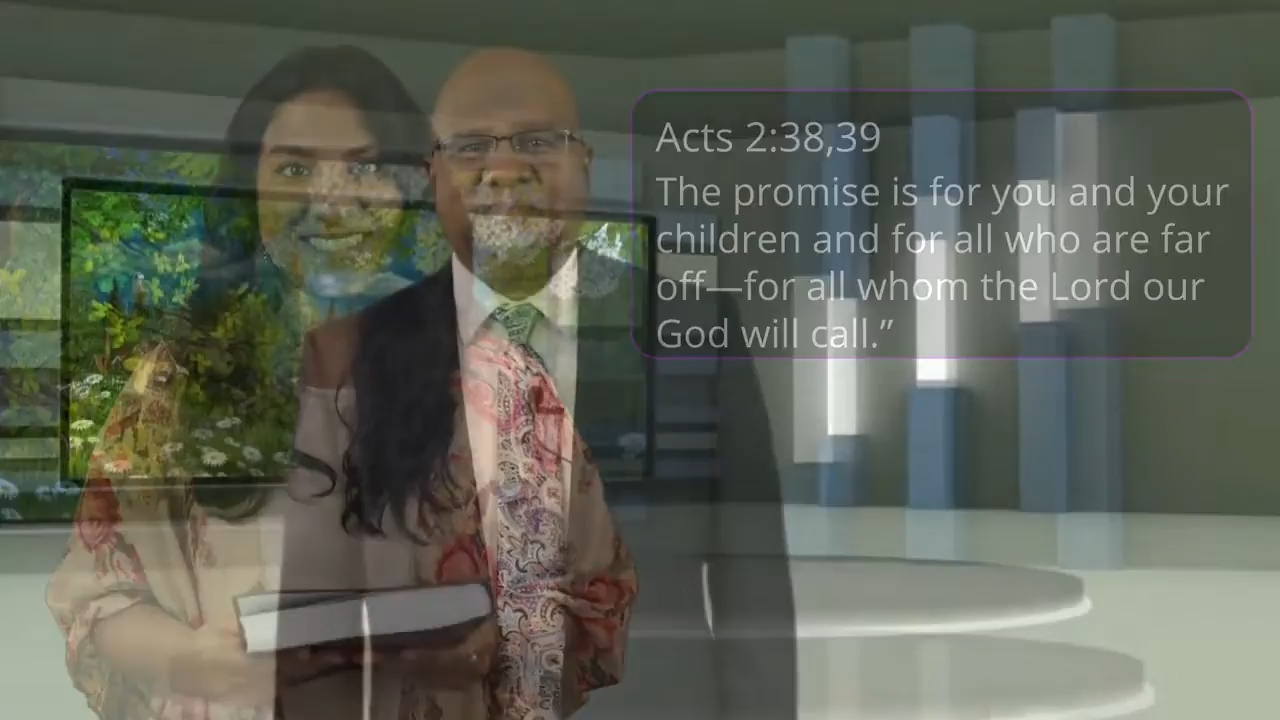 Acts 2:38,39
The promise is for you and your
children and for all who are far
off—for all whom the Lord our
God will call.”